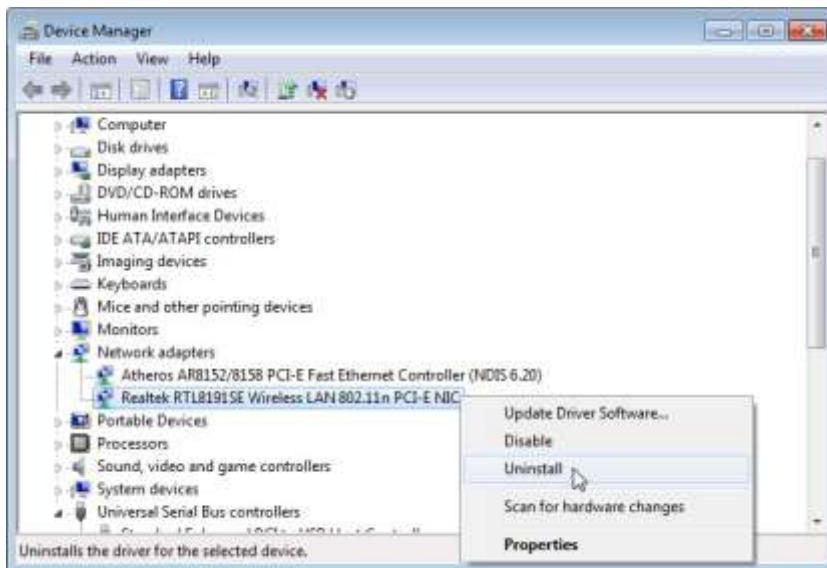 Device Manager
File Action View Help
Computer
Disk drives
Display adapters
DVD/CD-ROM drives
Human Interface Devices
IDE ATA/ATAPI controllers
Imaging devices
Keyboards
Mice and other pointing devices
Monitors
Network adapters
Atheros AR8152/8158 PCI-E Fast Ethernet Controller (NDIS 6.20)
Realtek RTL8191SE Wireless LAN 802.11n PCI-E NIC
Portable Devices
Processors
Sound, video and game controllers
System devices
Universal Serial Bus controllers
Update Driver Software...
Disable
Uninstall
Scan for hardware changes
Properties
Uninstalls the driver for the selected device.